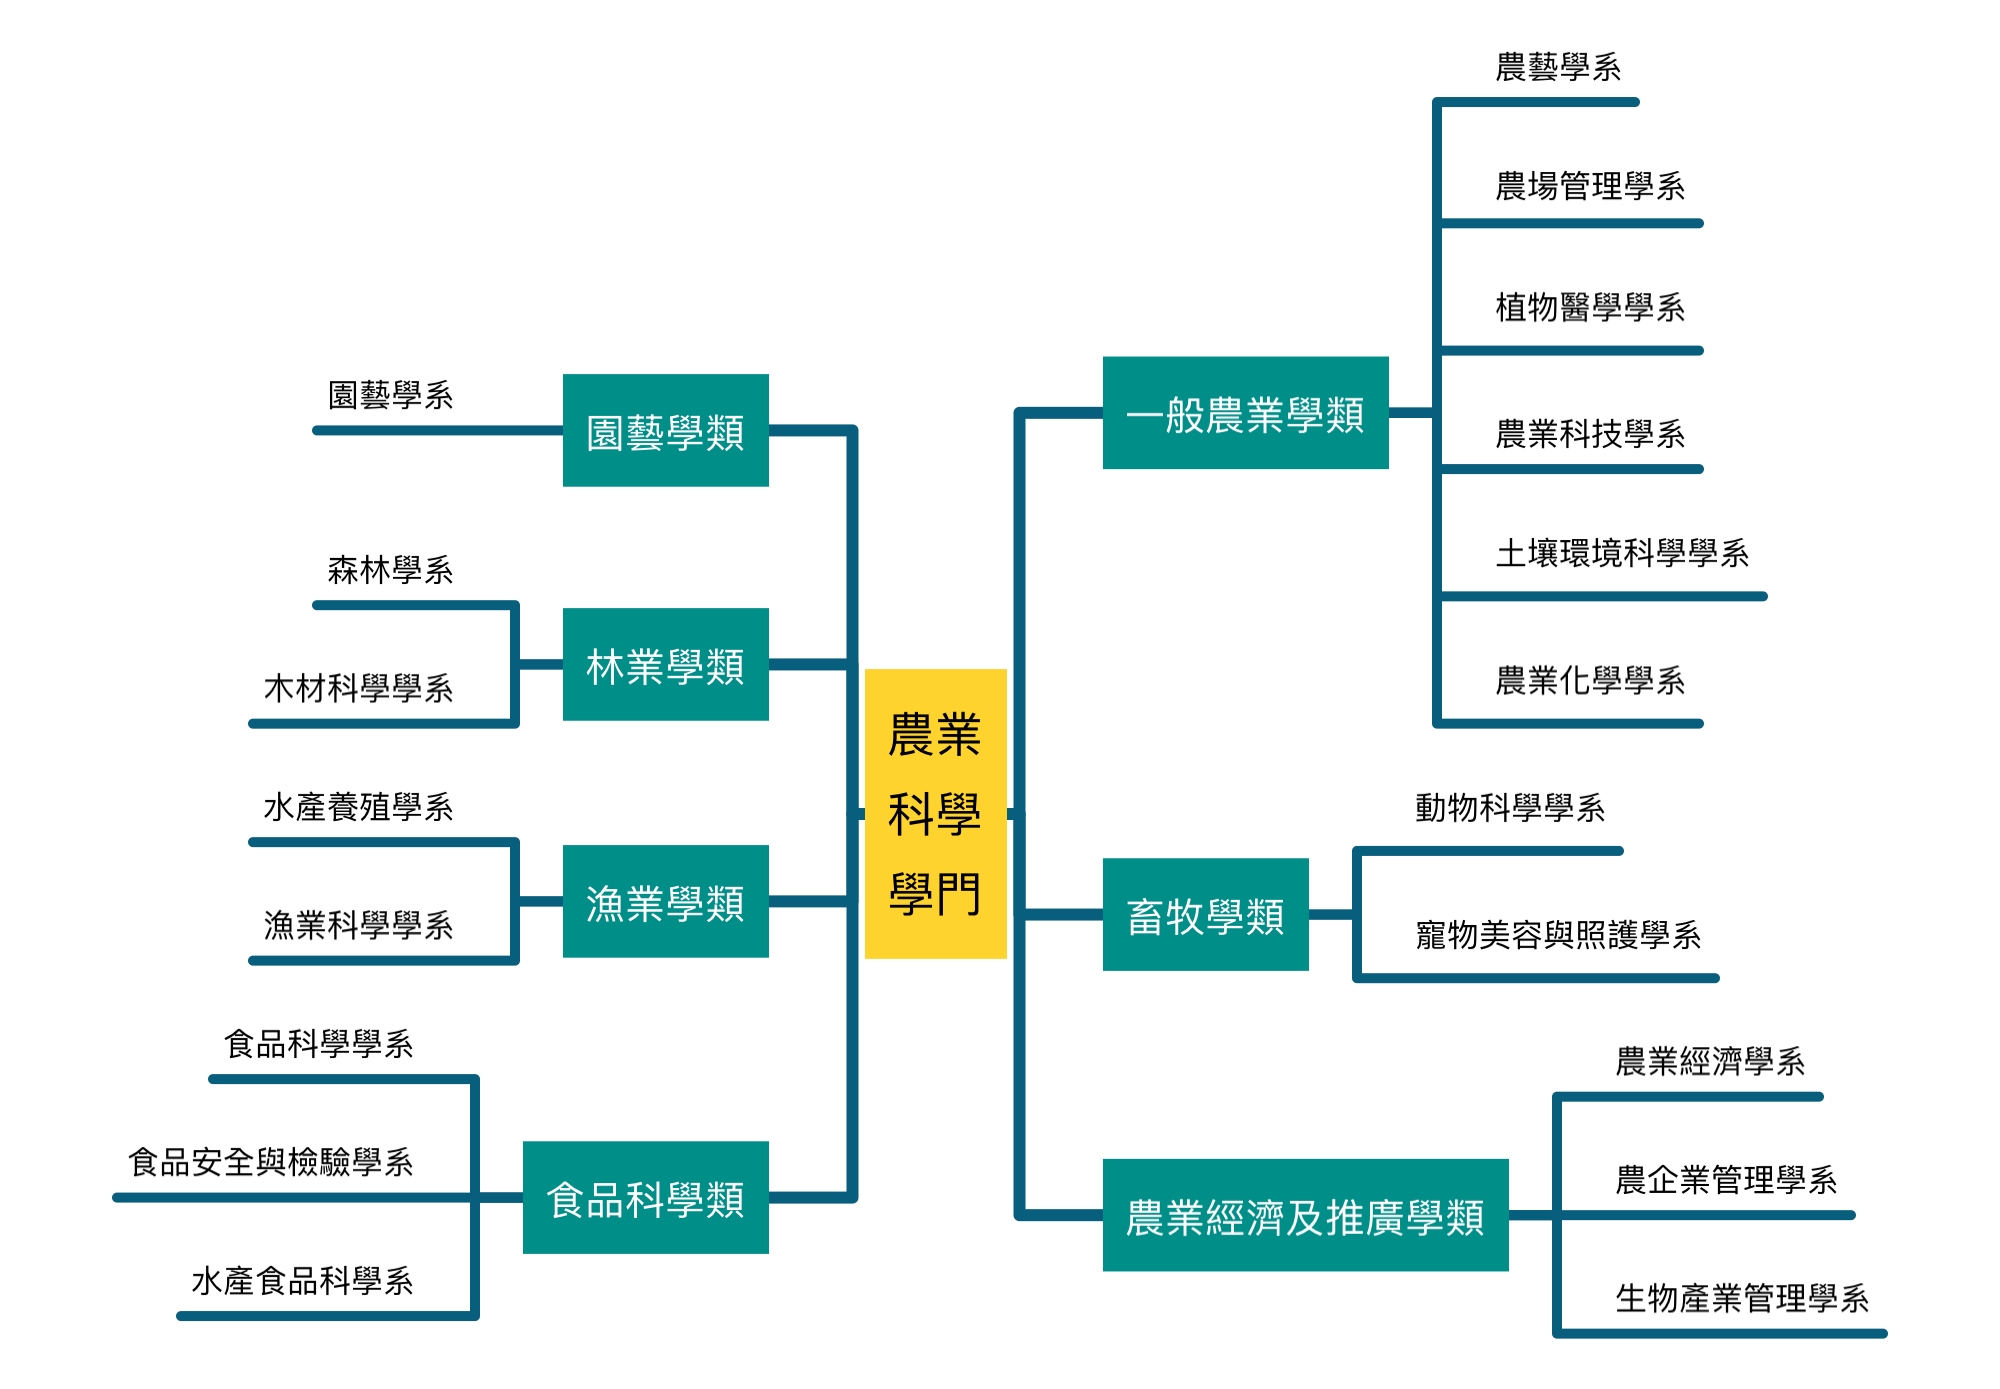 農業
科學
學門
一般農業學類
農藝學系
農場管理學系
植物醫學學系
農業科技學系
土壤環境科學學系
農業化學學系
畜牧學類
動物科學學系
寵物美容與照護學系
農業經濟及推廣學類
農業經濟學系
農企業管理學系
生物產業管理學系
園藝學類
園藝學系
林業學類
森林學系
木材科學學系
漁業學類
水產養殖學系
漁業科學學系
食品科學類
食品科學學系
食品安全與檢驗學系
水產食品科學系